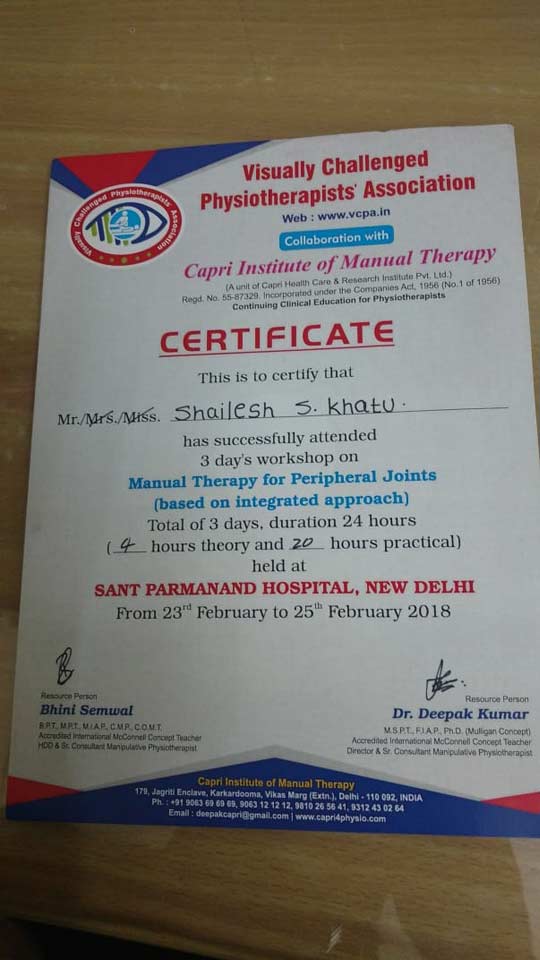 Visually Challenged Physiotherapists' Association
Visually Challenged
Physiotherapists' Association
Web : www.vcpa.in
Collaboration with
Capri Institute of Manual Therapy
(A unit of Capri Health Care & Research Institute Pvt. Ltd.)
Regd. No. 55-87329. Incorporated under the Companies Act, 1956 (No.1 of 1956)
Continuing Clinical Education for Physiotherapists
CERTIFICATE
This is to certify that
Mr./Mrs./Miss. Shailesh S. Khatu.
has successfully attended
3 day's workshop on
Manual Therapy for Peripheral Joints
(based on integrated approach)
Total of 3 days, duration 24 hours
( 4 hours theory and 20 hours practical)
held at
SANT PARMANAND HOSPITAL, NEW DELHI
From 23rd February to 25th February 2018
Resource Person
Bhini Semwal
B.P.T., M.P.T., M.I.A.P., C.M.P., C.O.M.T.
Accredited International McConnell Concept Teacher
HDD & Sr. Consultant Manipulative Physiotherapist
Resource Person
Dr. Deepak Kumar
M.S.P.T., F.I.A.P., Ph.D. (Mulligan Concept)
Accredited International McConnell Concept Teacher
Director & Sr. Consultant Manipulative Physiotherapist
Capri Institute of Manual Therapy
179, Jagriti Enclave, Karkardooma, Vikas Marg (Extn.), Delhi - 110 092, INDIA
Ph. : +91 9063 69 69 69, 9063 12 12 12, 9810 26 56 41, 9312 43 02 64
Email : deepakcapri@gmail.com | www.capri4physio.com